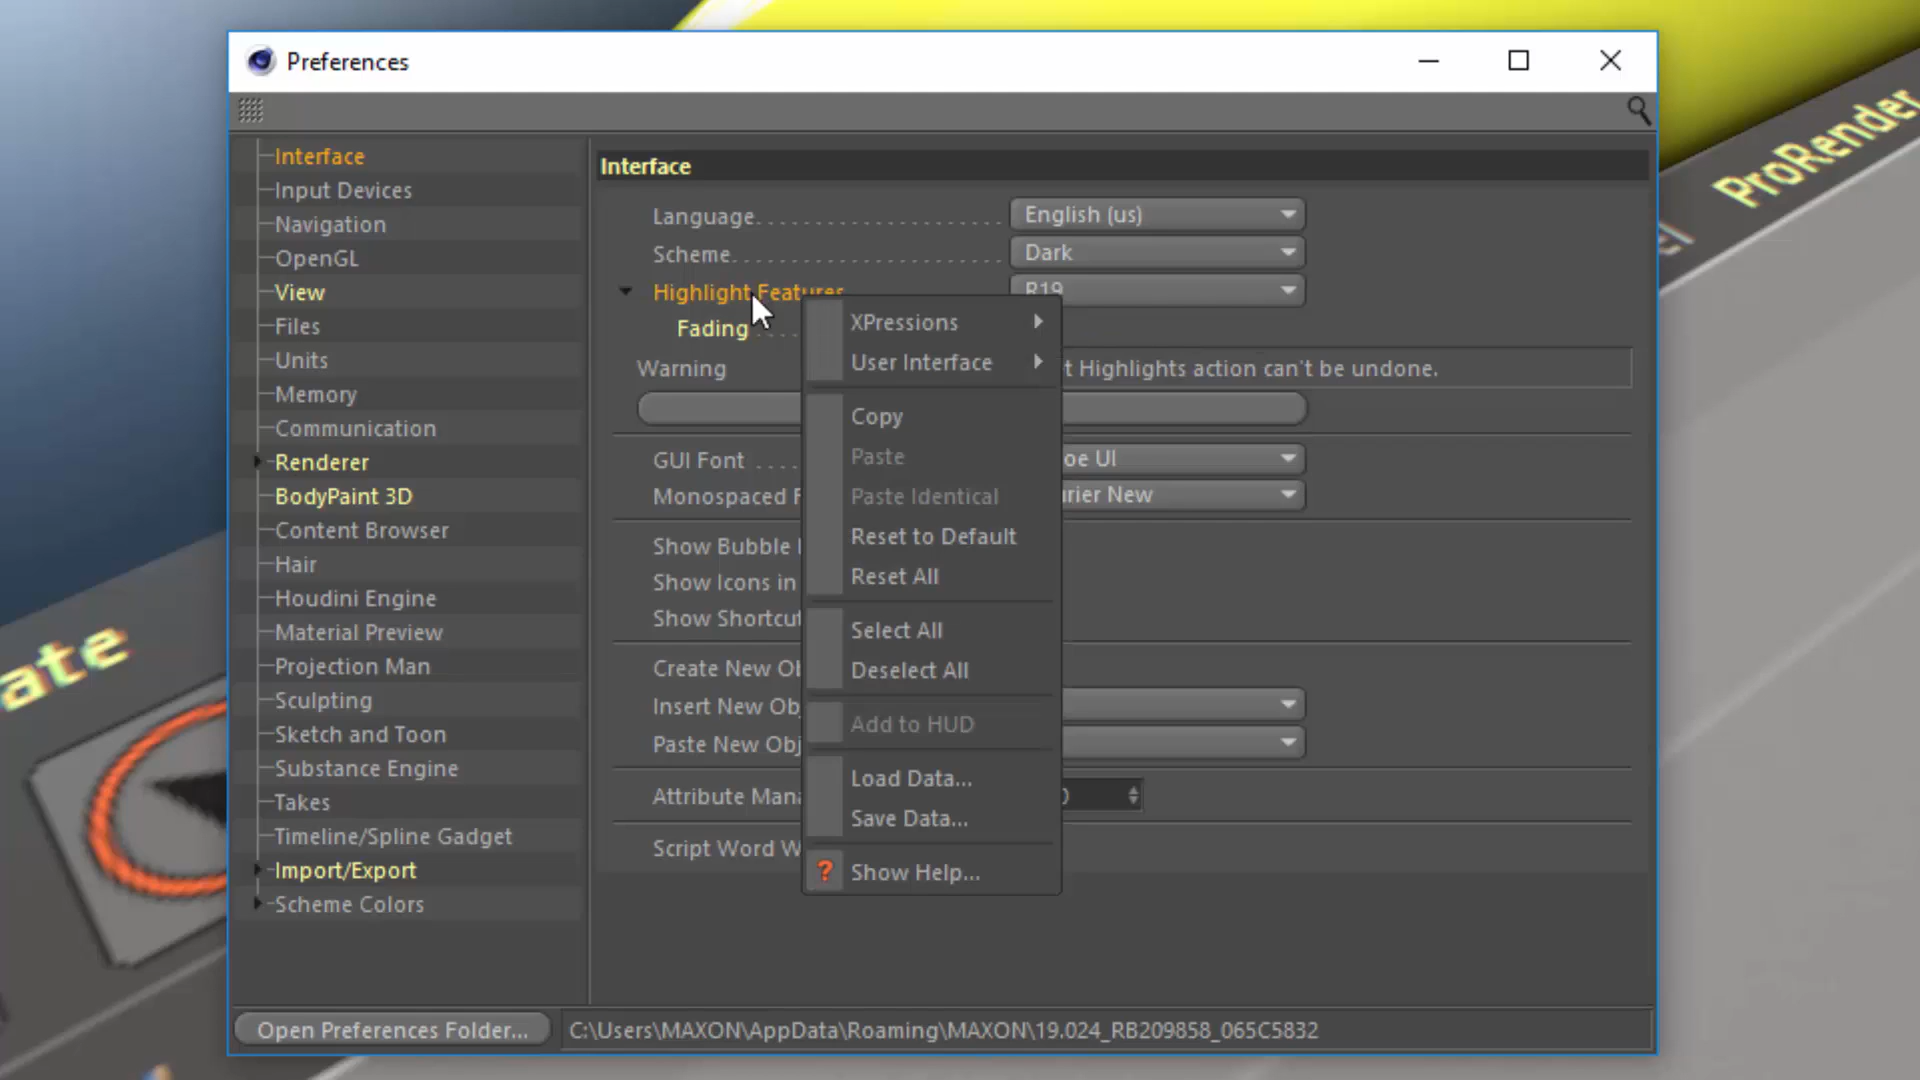 Preferences
ProRender
Interface
Input Devices
Navigation
OpenGL
View
Files
Units
Memory
Communication
Renderer
BodyPaint 3D
Content Browser
Hair
Houdini Engine
Material Preview
Projection Man
Sculpting
Sketch and Toon
Substance Engine
Takes
Timeline/Spline Gadget
Import/Export
Scheme Colors
Interface
Language English (us)
Scheme Dark
Highlight Features R19
Fading
Warning t Highlights action can't be undone.
GUI Font oe UI
Monospaced F urier New
Show Bubble
Show Icons in
Show Shortcut
Create New Ob
Insert New Obj
Paste New Obj
Attribute Mana
Script Word W
XPressions
User Interface
Copy
Paste
Paste Identical
Reset to Default
Reset All
Select All
Deselect All
Add to HUD
Load Data...
Save Data...
? Show Help...
ate
Open Preferences Folder... C:\Users\MAXON\AppData\Roaming\MAXON\19.024_RB209858_065C5832